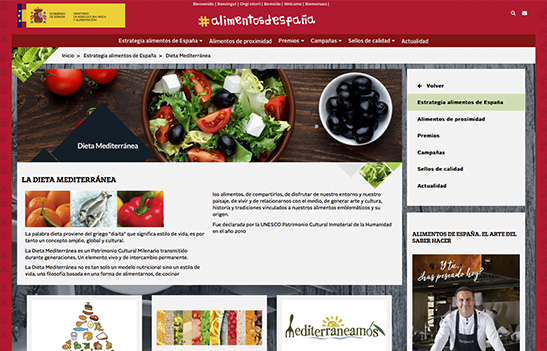 Bienvenido | Benvingut | Ongi etorri | Benvido | Welcome | Bienvenues |
GOBIERNO DE ESPAÑA
MINISTERIO DE AGRICULTURA, PESCA Y ALIMENTACIÓN
#alimentosdespaña
Estrategia alimentos de España
Alimentos de proximidad
Premios
Campañas
Sellos de calidad
Actualidad
Inicio > Estrategia alimentos de España > Dieta Mediterránea
Dieta Mediterránea
LA DIETA MEDITERRÁNEA
La palabra dieta proviene del griego "diaita" que significa estilo de vida, es por
tanto un concepto amplio, global y cultural.
La Dieta Mediterránea es un Patrimonio Cultural Milenario transmitido
durante generaciones. Un elemento vivo y de intercambio permanente.
La Dieta Mediterránea no es tan solo un modelo nutricional sino un estilo de
vida, una filosofía basada en una forma de alimentarnos, de cocinar
los alimentos, de compartirlos, de disfrutar de nuestro entorno y nuestro
paisaje, de vivir y de relacionarnos con el medio, de generar arte y cultura,
historia y tradiciones vinculados a nuestros alimentos emblemáticos y su
origen.
Fue declarada por la UNESCO Patrimonio Cultural Inmaterial de la Humanidad
en el año 2010
Volver
Estrategia alimentos de España
Alimentos de proximidad
Premios
Campañas
Sellos de calidad
Actualidad
ALIMENTOS DE ESPAÑA. EL ARTE DEL
SABER HACER
Y tú...
¿has pescado hoy?
mediterraneamos